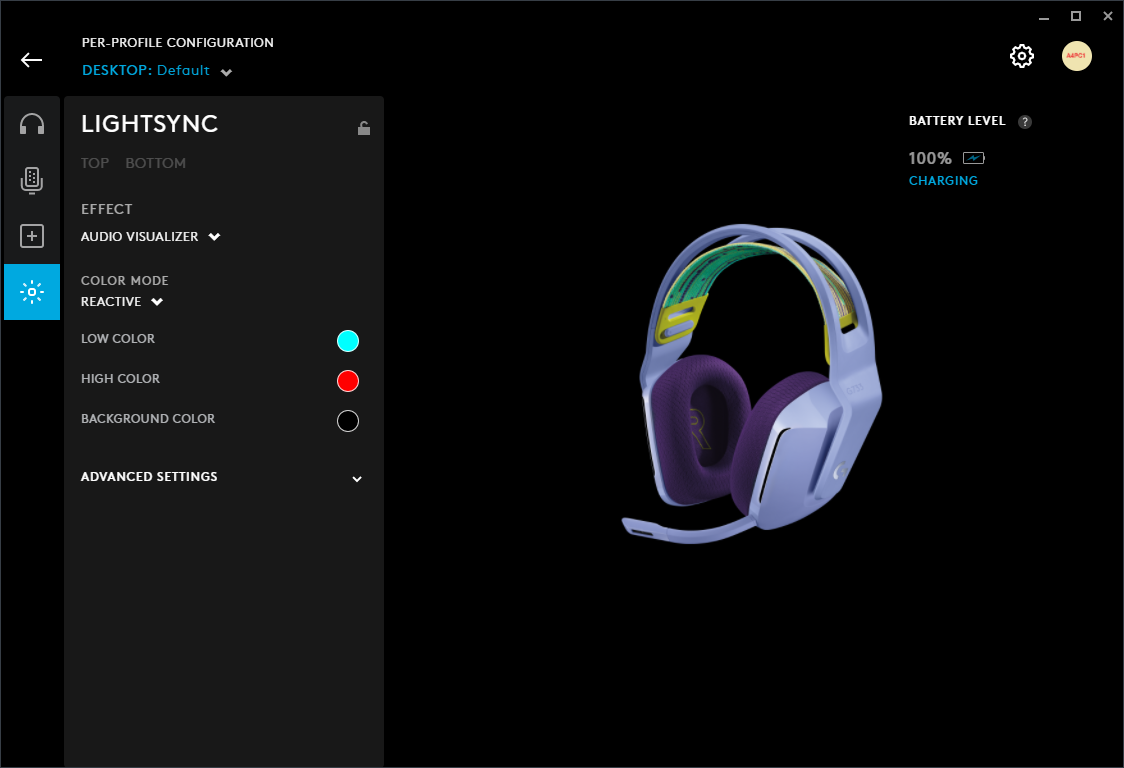 PER-PROFILE CONFIGURATION
DESKTOP: Default
LIGHTSYNC
TOP BOTTOM
EFFECT
AUDIO VISUALIZER
COLOR MODE
REACTIVE
LOW COLOR
HIGH COLOR
BACKGROUND COLOR
ADVANCED SETTINGS
BATTERY LEVEL ?
100%
CHARGING
R